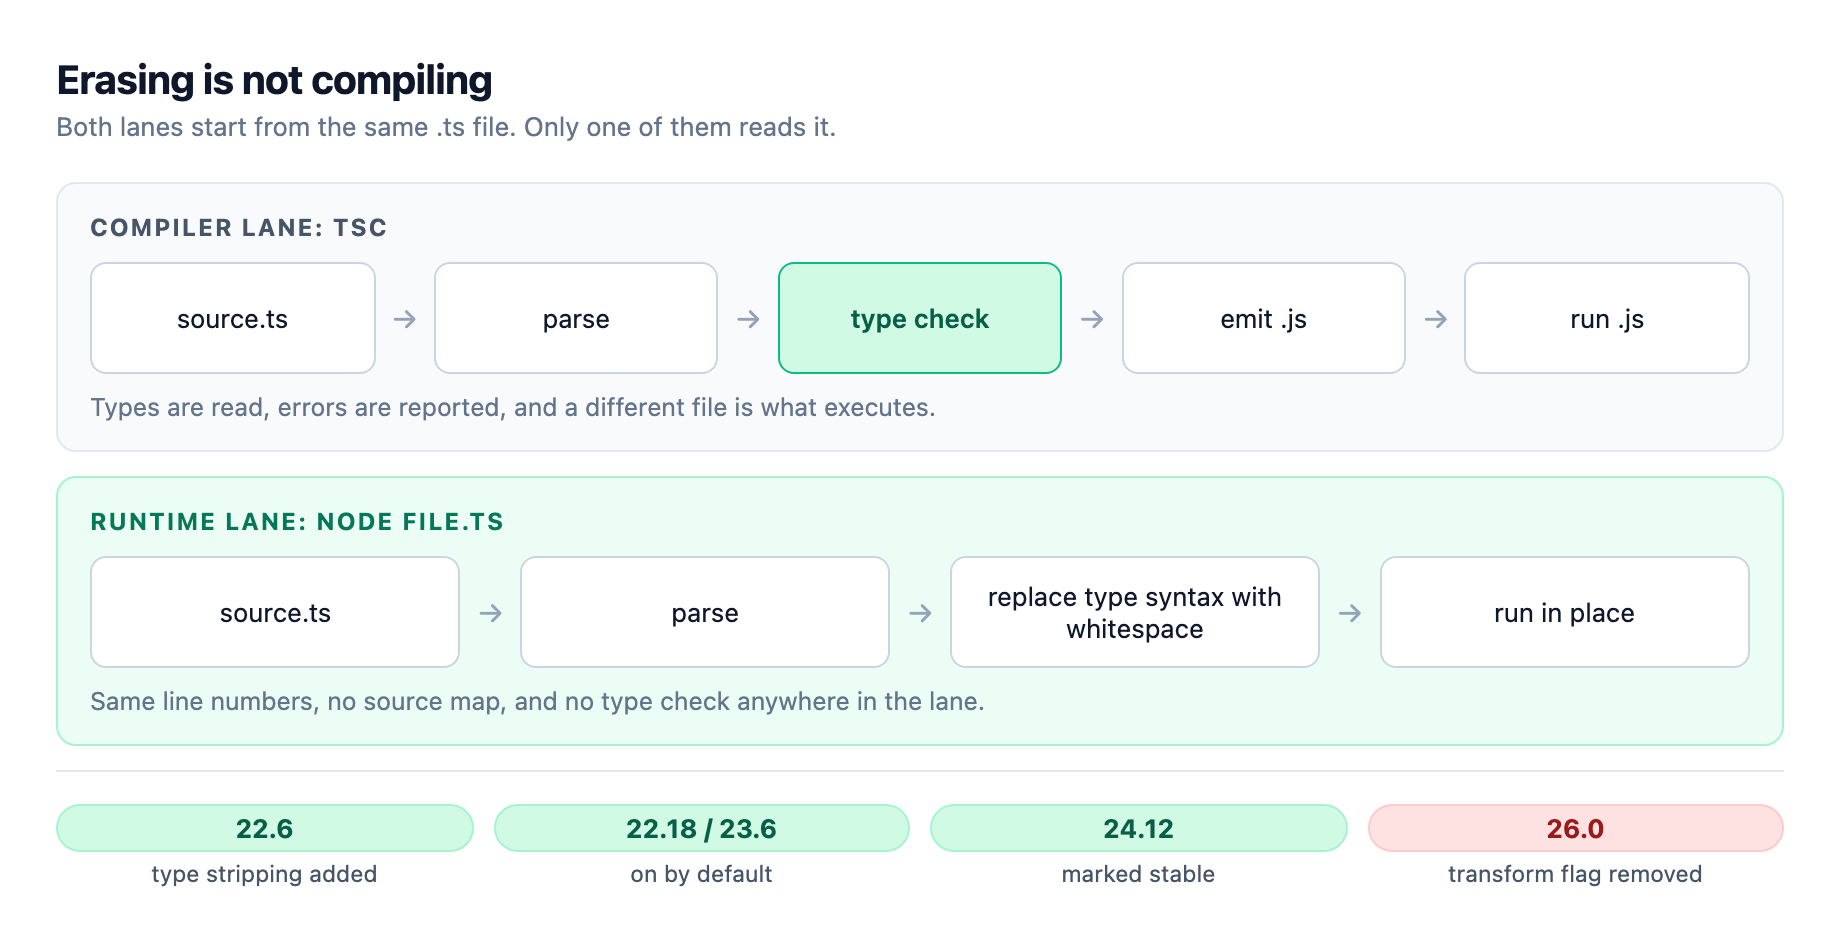 Erasing is not compiling
Both lanes start from the same .ts file. Only one of them reads it.
COMPILER LANE: TSC
source.ts → parse → type check → emit .js → run .js
Types are read, errors are reported, and a different file is what executes.
RUNTIME LANE: NODE FILE.TS
source.ts → parse → replace type syntax with
whitespace → run in place
Same line numbers, no source map, and no type check anywhere in the lane.
22.6
type stripping added
22.18 / 23.6
on by default
24.12
marked stable
26.0
transform flag removed